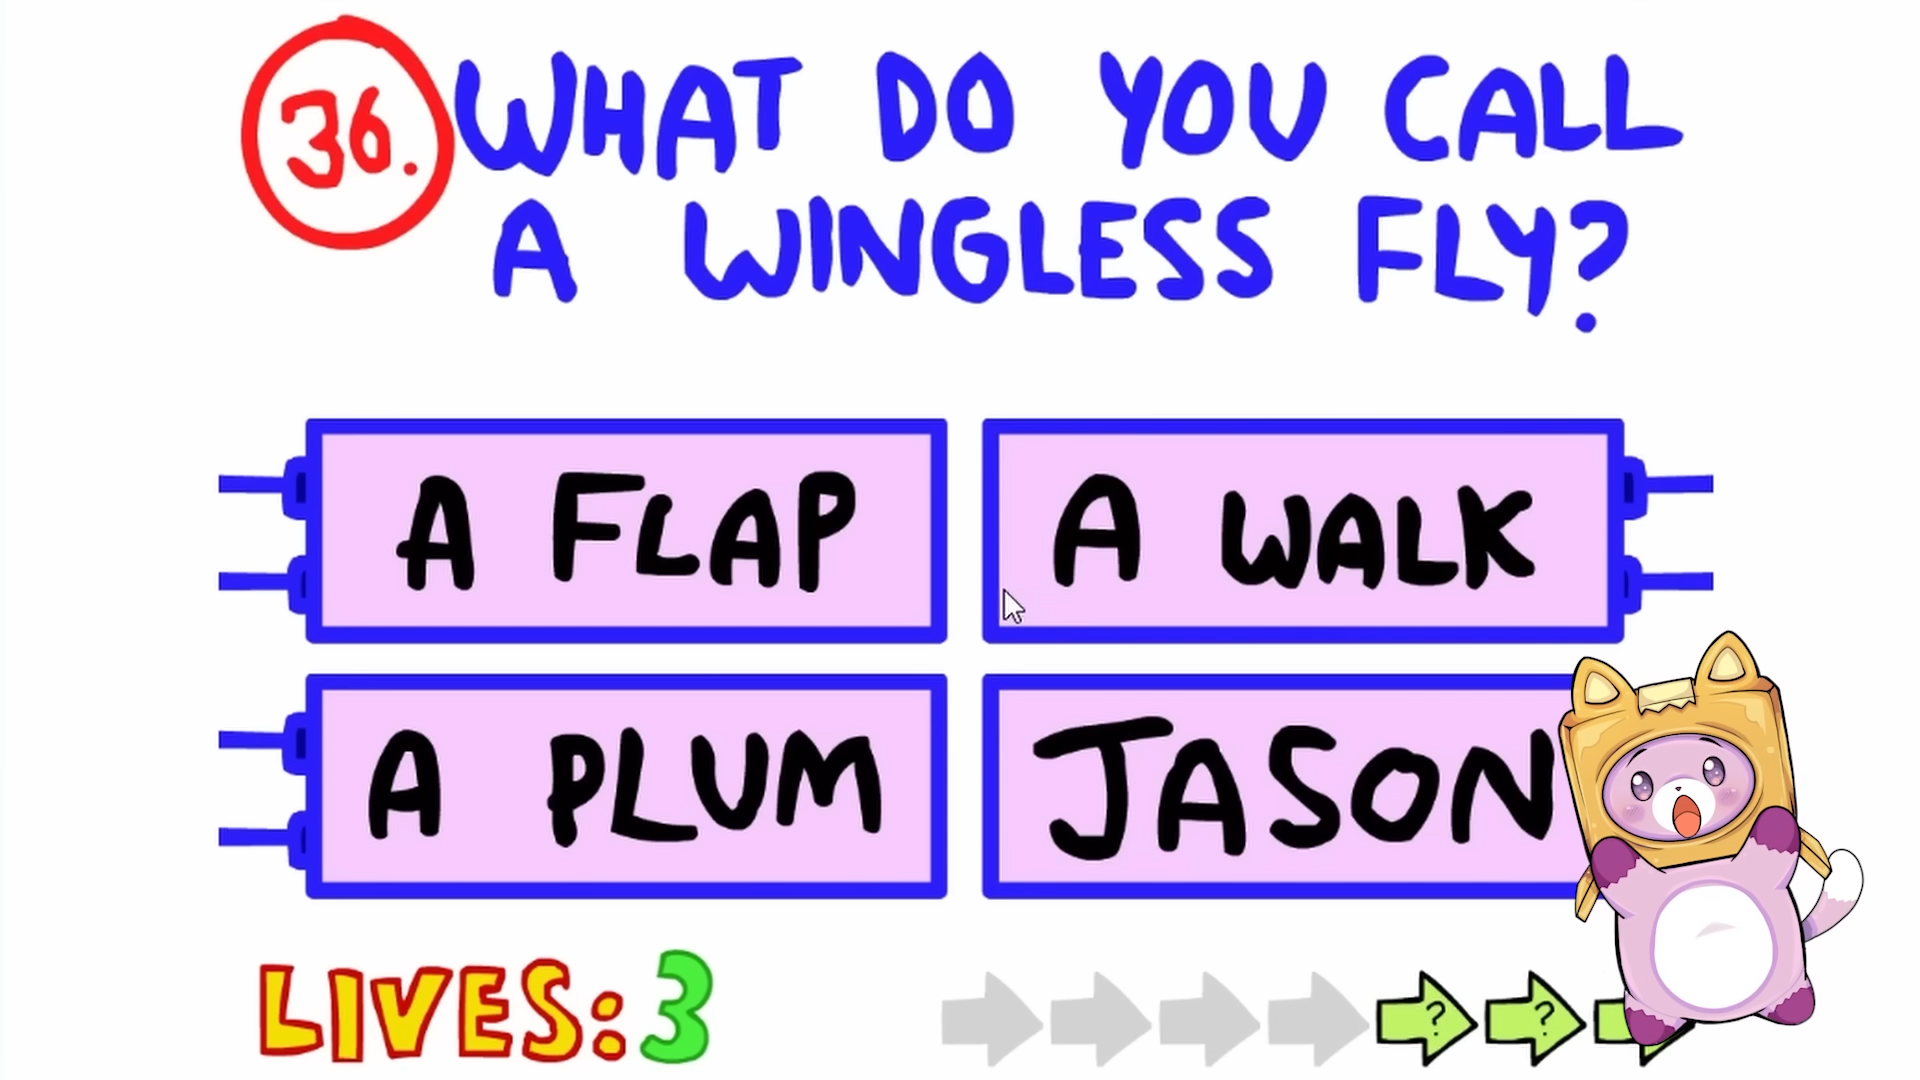 36. WHAT DO YOU CALL
A WINGLESS FLY?
A FLAP
A WALK
A PLUM
JASON
LIVES: 3
? ?